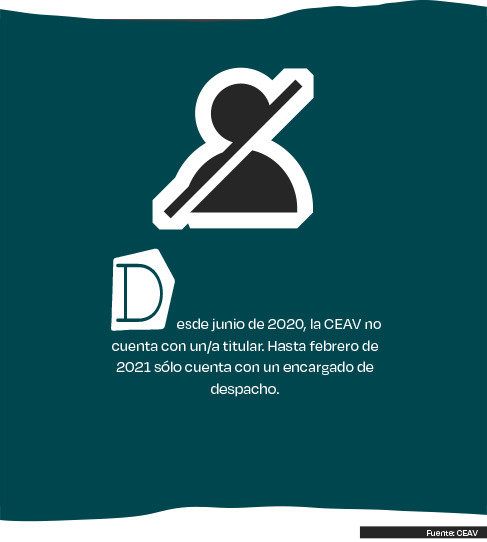 Desde junio de 2020, la CEAV no
cuenta con un/a titular. Hasta febrero de
2021 sólo cuenta con un encargado de
despacho.
Fuente: CEAV